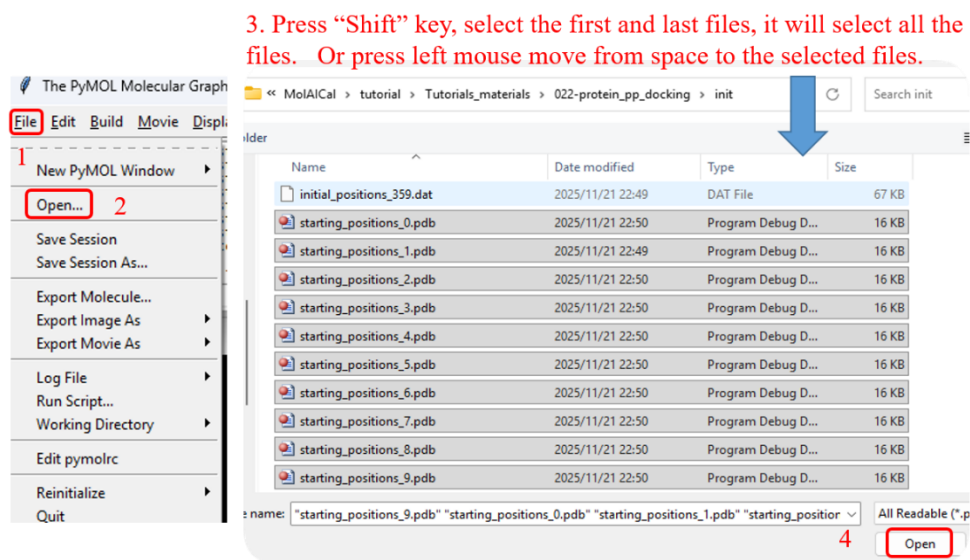 3. Press “Shift” key, select the first and last files, it will select all the
files. Or press left mouse move from space to the selected files.
The PyMOL Molecular Graph
File Edit Build Movie Displ
1
New PyMOL Window
Open... 2
Save Session
Save Session As...
Export Molecule...
Export Image As
Export Movie As
Log File
Run Script...
Working Directory
Edit pymolrc
Reinitialize
Quit
« MolAICal › tutorial › Tutorials_materials › 022-protein_pp_docking › init Search init
older
Name Date modified Type Size
initial_positions_359.dat 2025/11/21 22:49 DAT File 67 KB
starting_positions_0.pdb 2025/11/21 22:50 Program Debug D... 16 KB
starting_positions_1.pdb 2025/11/21 22:49 Program Debug D... 16 KB
starting_positions_2.pdb 2025/11/21 22:50 Program Debug D... 16 KB
starting_positions_3.pdb 2025/11/21 22:50 Program Debug D... 16 KB
starting_positions_4.pdb 2025/11/21 22:50 Program Debug D... 16 KB
starting_positions_5.pdb 2025/11/21 22:50 Program Debug D... 16 KB
starting_positions_6.pdb 2025/11/21 22:50 Program Debug D... 16 KB
starting_positions_7.pdb 2025/11/21 22:50 Program Debug D... 16 KB
starting_positions_8.pdb 2025/11/21 22:50 Program Debug D... 16 KB
starting_positions_9.pdb 2025/11/21 22:50 Program Debug D... 16 KB
e name: "starting_positions_9.pdb" "starting_positions_0.pdb" "starting_positions_1.pdb" "starting_position All Readable (*.p
4 Open